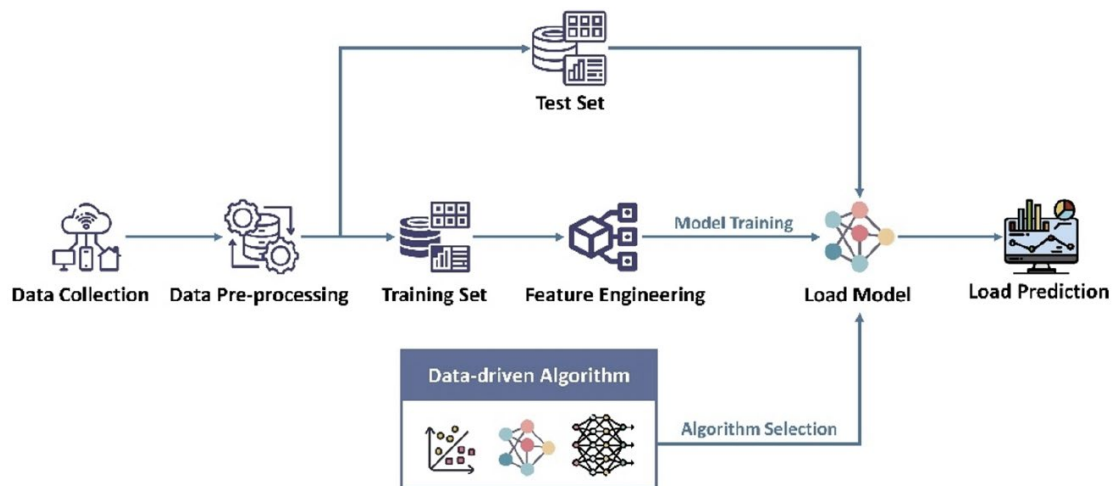 Test Set
Model Training
Data Collection
Data Pre-processing
Training Set
Feature Engineering
Load Model
Load Prediction
Data-driven Algorithm
Algorithm Selection